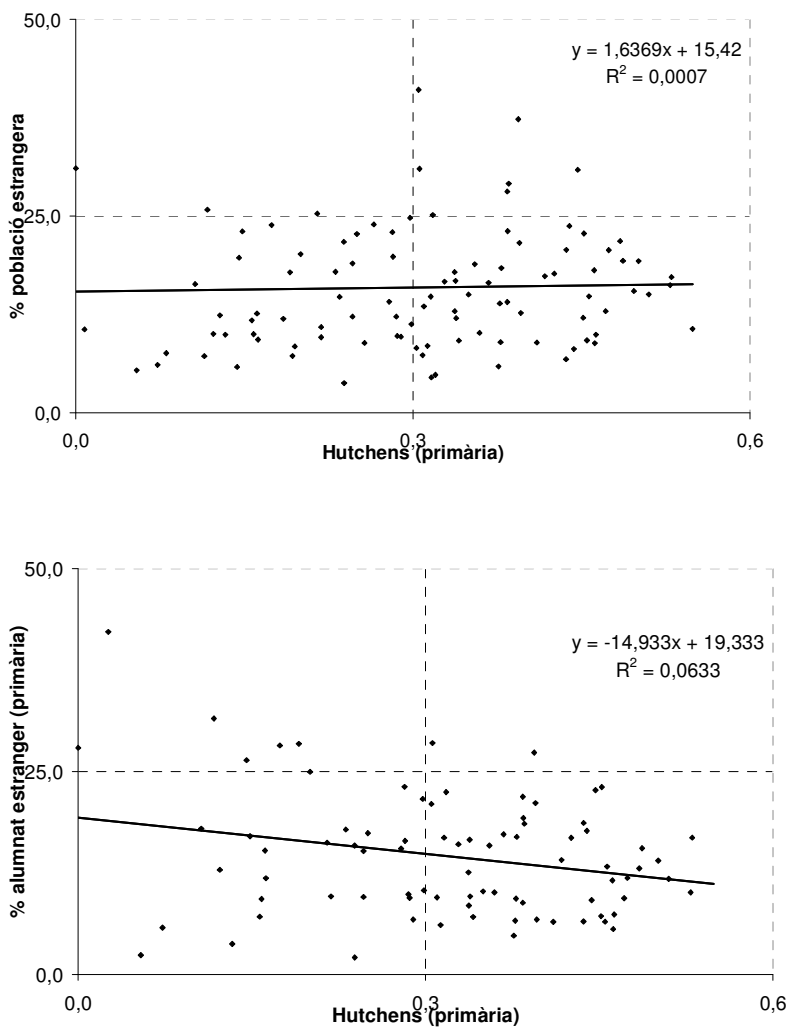 50,0
y = 1,6369x + 15,42
R² = 0,0007
% població estrangera
25,0
0,0
0,0
0,3
0,6
Hutchens (primària)
50,0
y = -14,933x + 19,333
R² = 0,0633
% alumnat estranger (primària)
25,0
0,0
0,0
0,3
0,6
Hutchens (primària)